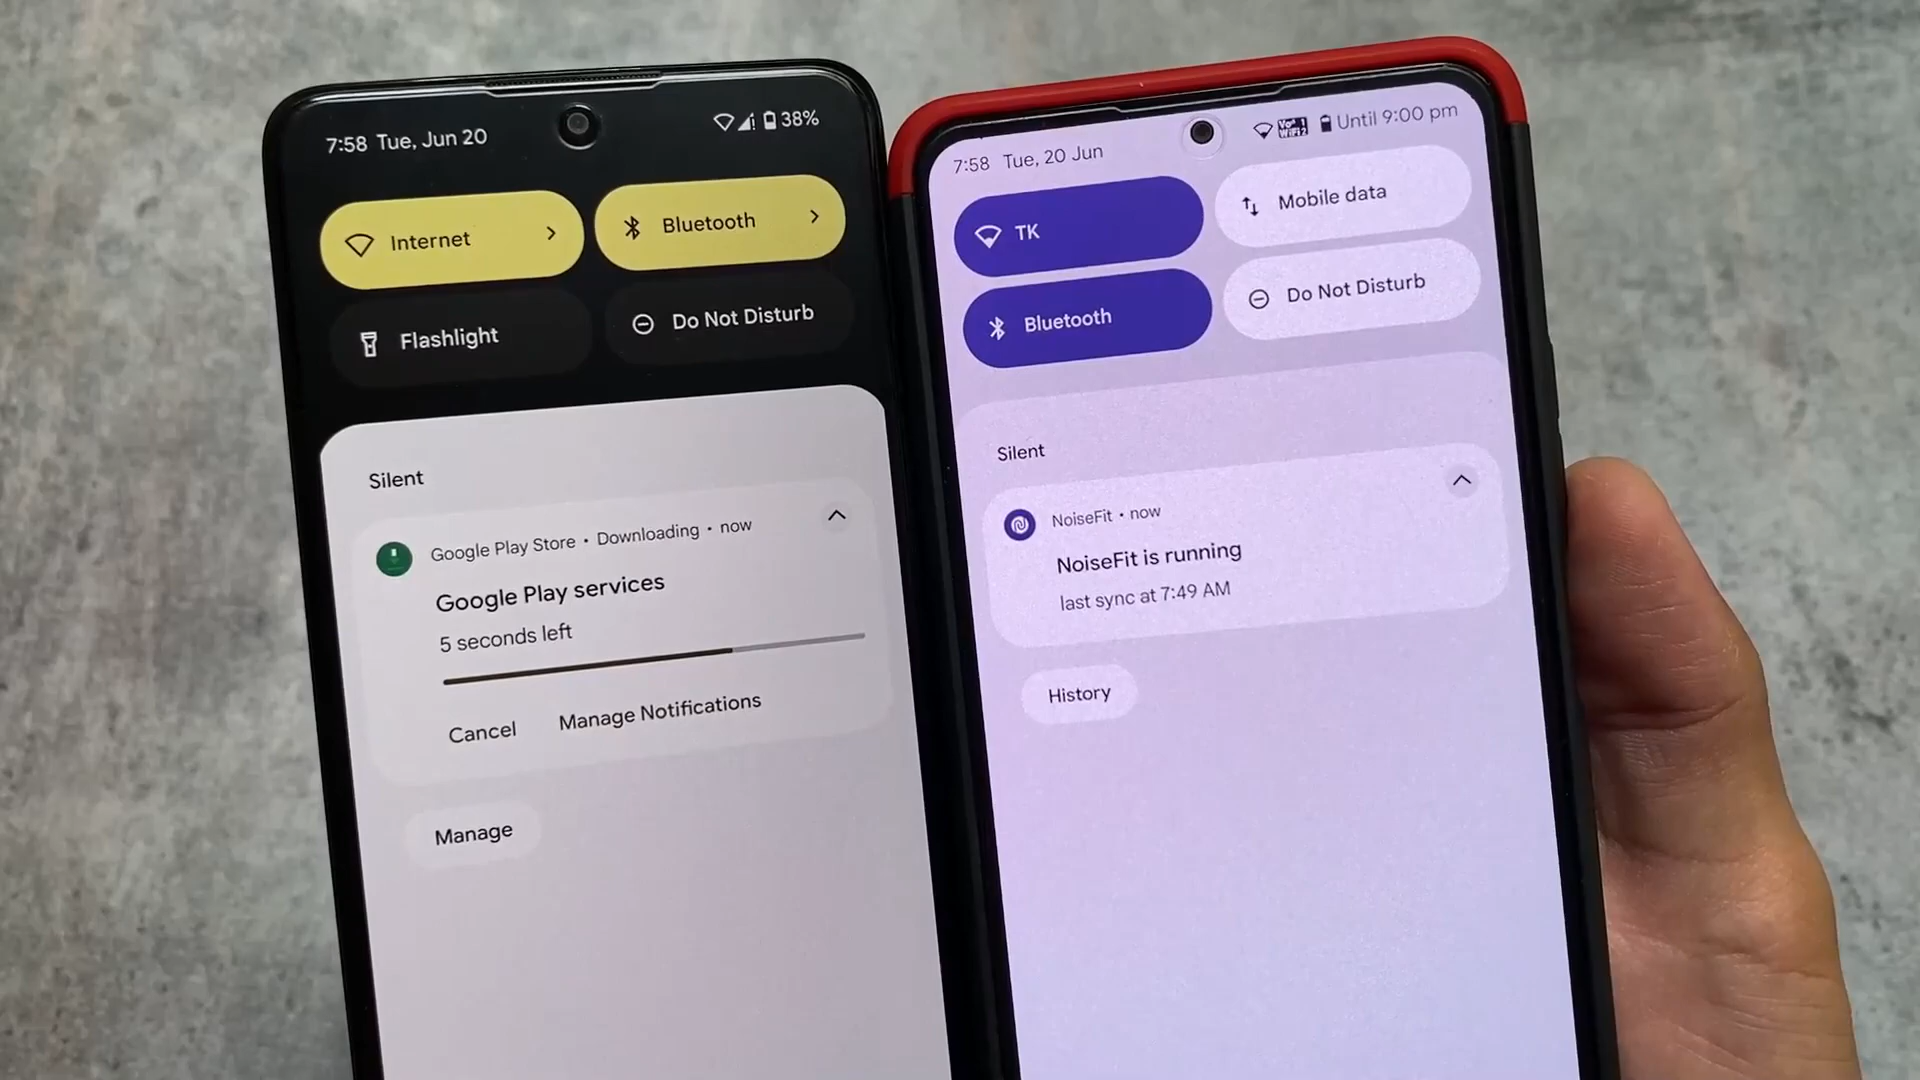 7:58 Tue, Jun 20
38%
Internet
Bluetooth
Flashlight
Do Not Disturb
Silent
Google Play Store • Downloading • now
Google Play services
5 seconds left
Cancel
Manage Notifications
Manage
7:58 Tue, 20 Jun
Until 9:00 pm
TK
Mobile data
Bluetooth
Do Not Disturb
Silent
NoiseFit • now
NoiseFit is running
last sync at 7:49 AM
History